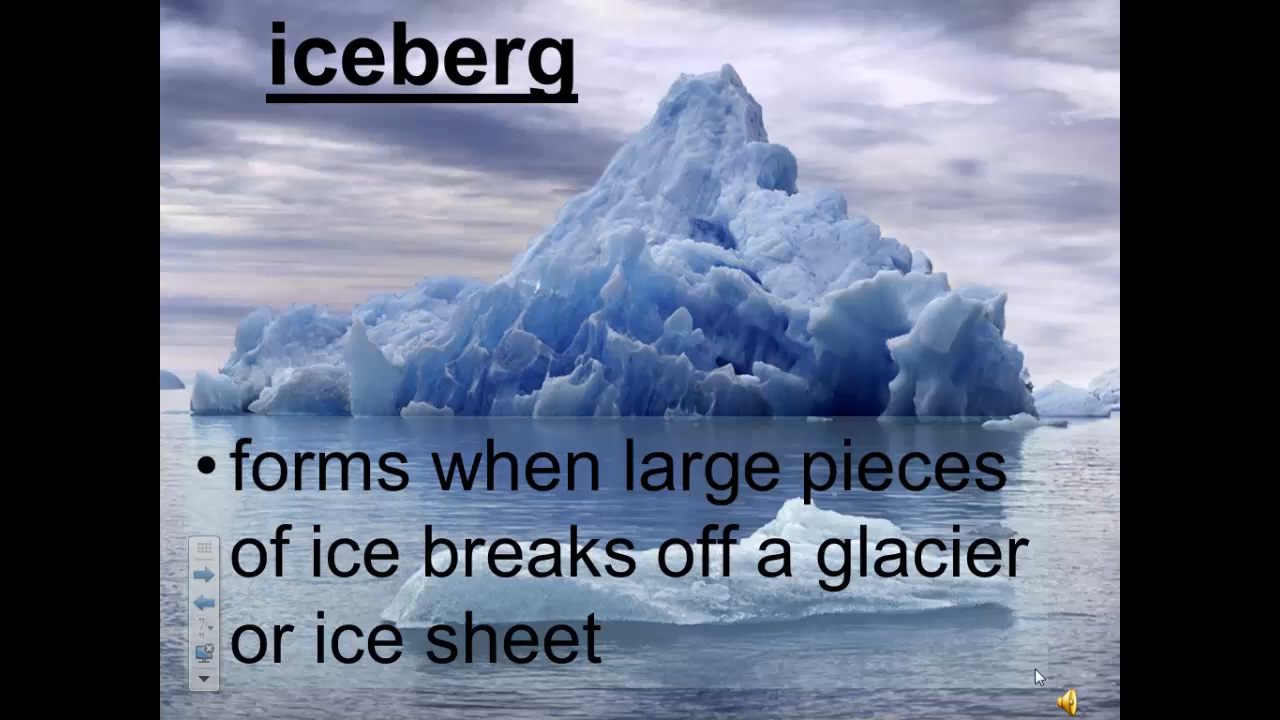 iceberg
• forms when large pieces
of ice breaks off a glacier
or ice sheet